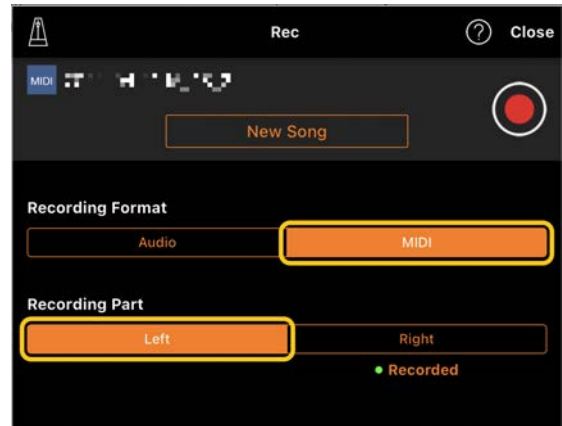 Rec
? Close
MIDI
New Song
Recording Format
Audio MIDI
Recording Part
Left Right
Recorded